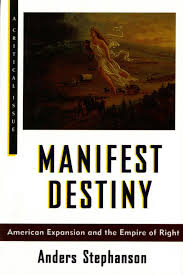 A CRITICAL ISSUE
MANIFEST
DESTINY
American Expansion and the Empire of Right
Anders Stephanson